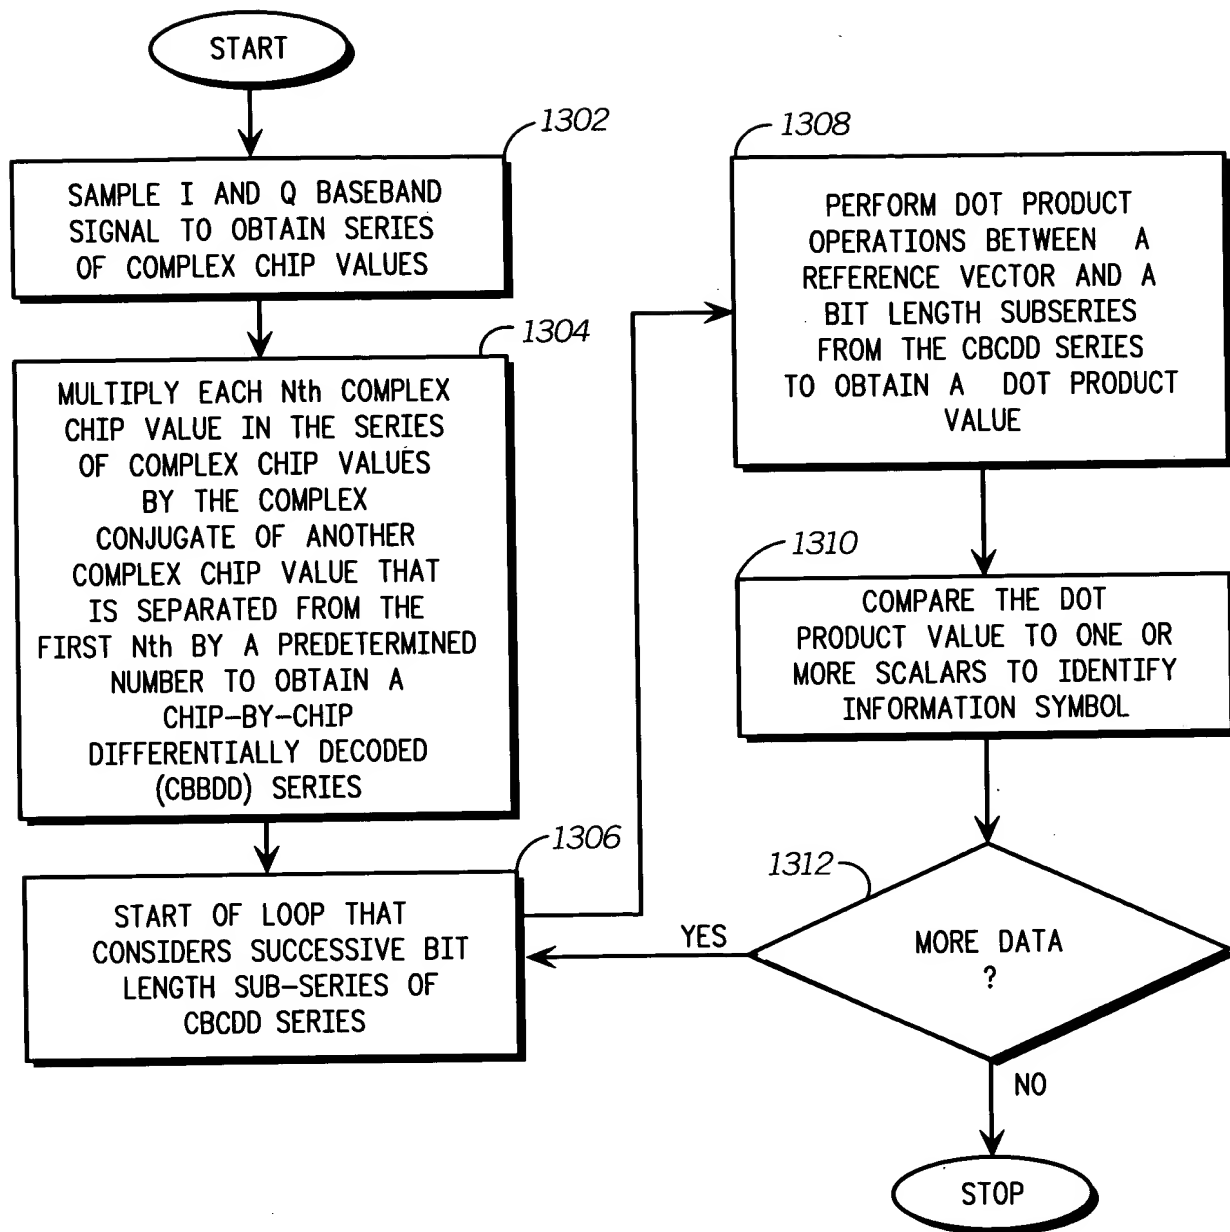 START
1302
SAMPLE I AND Q BASEBAND
SIGNAL TO OBTAIN SERIES
OF COMPLEX CHIP VALUES
1304
MULTIPLY EACH Nth COMPLEX
CHIP VALUE IN THE SERIES
OF COMPLEX CHIP VALUES
BY THE COMPLEX
CONJUGATE OF ANOTHER
COMPLEX CHIP VALUE THAT
IS SEPARATED FROM THE
FIRST Nth BY A PREDETERMINED
NUMBER TO OBTAIN A
CHIP-BY-CHIP
DIFFERENTIALLY DECODED
(CBBDD) SERIES
1306
START OF LOOP THAT
CONSIDERS SUCCESSIVE BIT
LENGTH SUB-SERIES OF
CBCDD SERIES
1308
PERFORM DOT PRODUCT
OPERATIONS BETWEEN A
REFERENCE VECTOR AND A
BIT LENGTH SUBSERIES
FROM THE CBCDD SERIES
TO OBTAIN A DOT PRODUCT
VALUE
1310
COMPARE THE DOT
PRODUCT VALUE TO ONE OR
MORE SCALARS TO IDENTIFY
INFORMATION SYMBOL
1312
MORE DATA
?
YES
NO
STOP